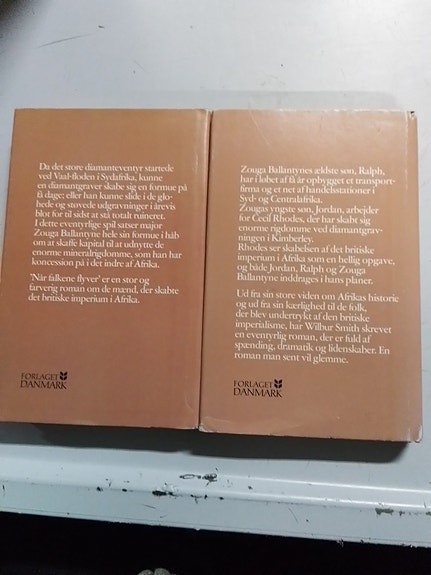 Da det store diamanteventyr startede
ved Vaal-floden i Sydafrika, kunne
en diamantgraver skabe sig en formue på
få dage; eller han kunne slide i de glo-
hede og støvede udgravninger i årevis
blot for til sidst at stå totalt ruineret.
I dette eventyrlige spil satser major
Zouga Ballantyne hele sin formue i håb
om at skaffe kapital til at udnytte de
enorme mineralrigdomme, som han har
koncession på i det indre af Afrika.
'Når falkene flyver' er en stor og
farverig roman om de mænd, der skabte
det britiske imperium i Afrika.
FORLAGET
DANMARK
Zouga Ballantynes ældste søn, Ralph,
har i løbet af få år opbygget et transport-
firma og et net af handelsstationer i
Syd- og Centralafrika.
Zougas yngste søn, Jordan, arbejder
for Cecil Rhodes, der har skabt sig
enorme rigdomme ved diamantgrav-
ningen i Kimberley.
Rhodes ser skabelsen af det britiske
imperium i Afrika som en hellig opgave,
og både Jordan, Ralph og Zouga
Ballantyne inddrages i hans planer.
Ud fra sin store viden om Afrikas historie
og ud fra sin kærlighed til de folk,
der blev undertrykt af den britiske
imperialisme, har Wilbur Smith skrevet
en eventyrlig roman, der er fuld af
spænding, dramatik og lidenskaber. En
roman man sent vil glemme.
FORLAGET
DANMARK